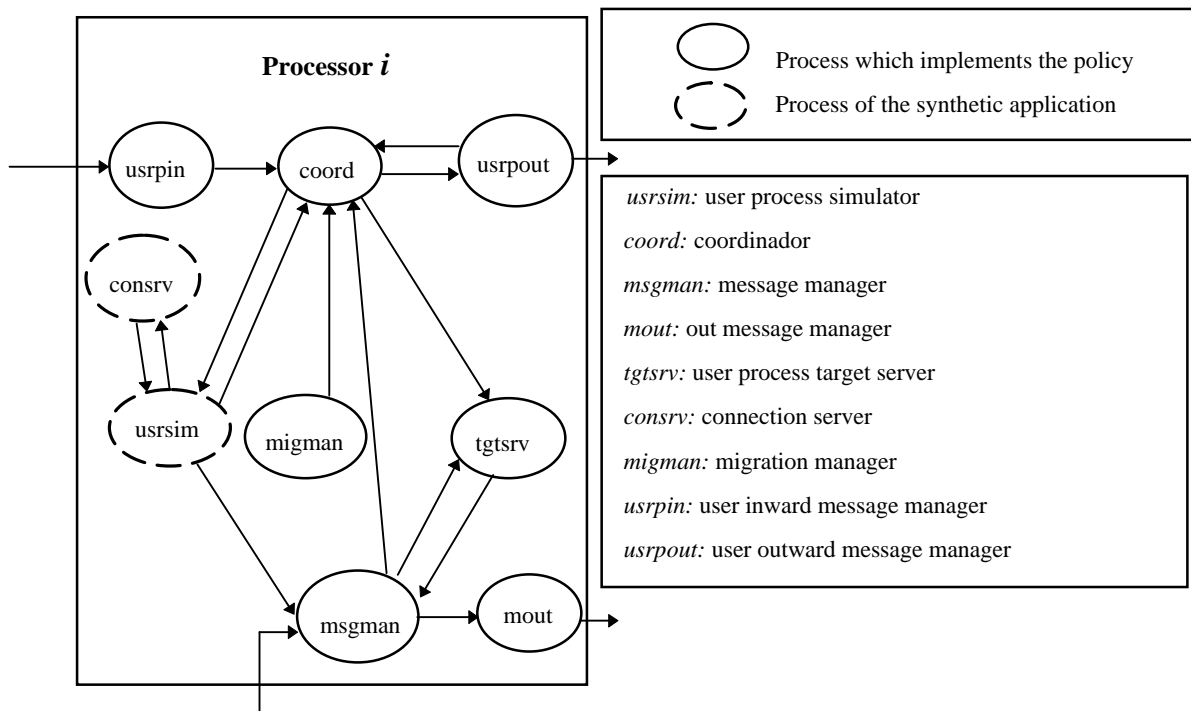 Processor i
usrpin
coord
usrpout
consrv
usrsim
migman
tgtsrv
msgman
mout
Process which implements the policy
Process of the synthetic application
usrsim: user process simulator
coord: coordinador
msgman: message manager
mout: out message manager
tgtsrv: user process target server
consrv: connection server
migman: migration manager
usrpin: user inward message manager
usrpout: user outward message manager